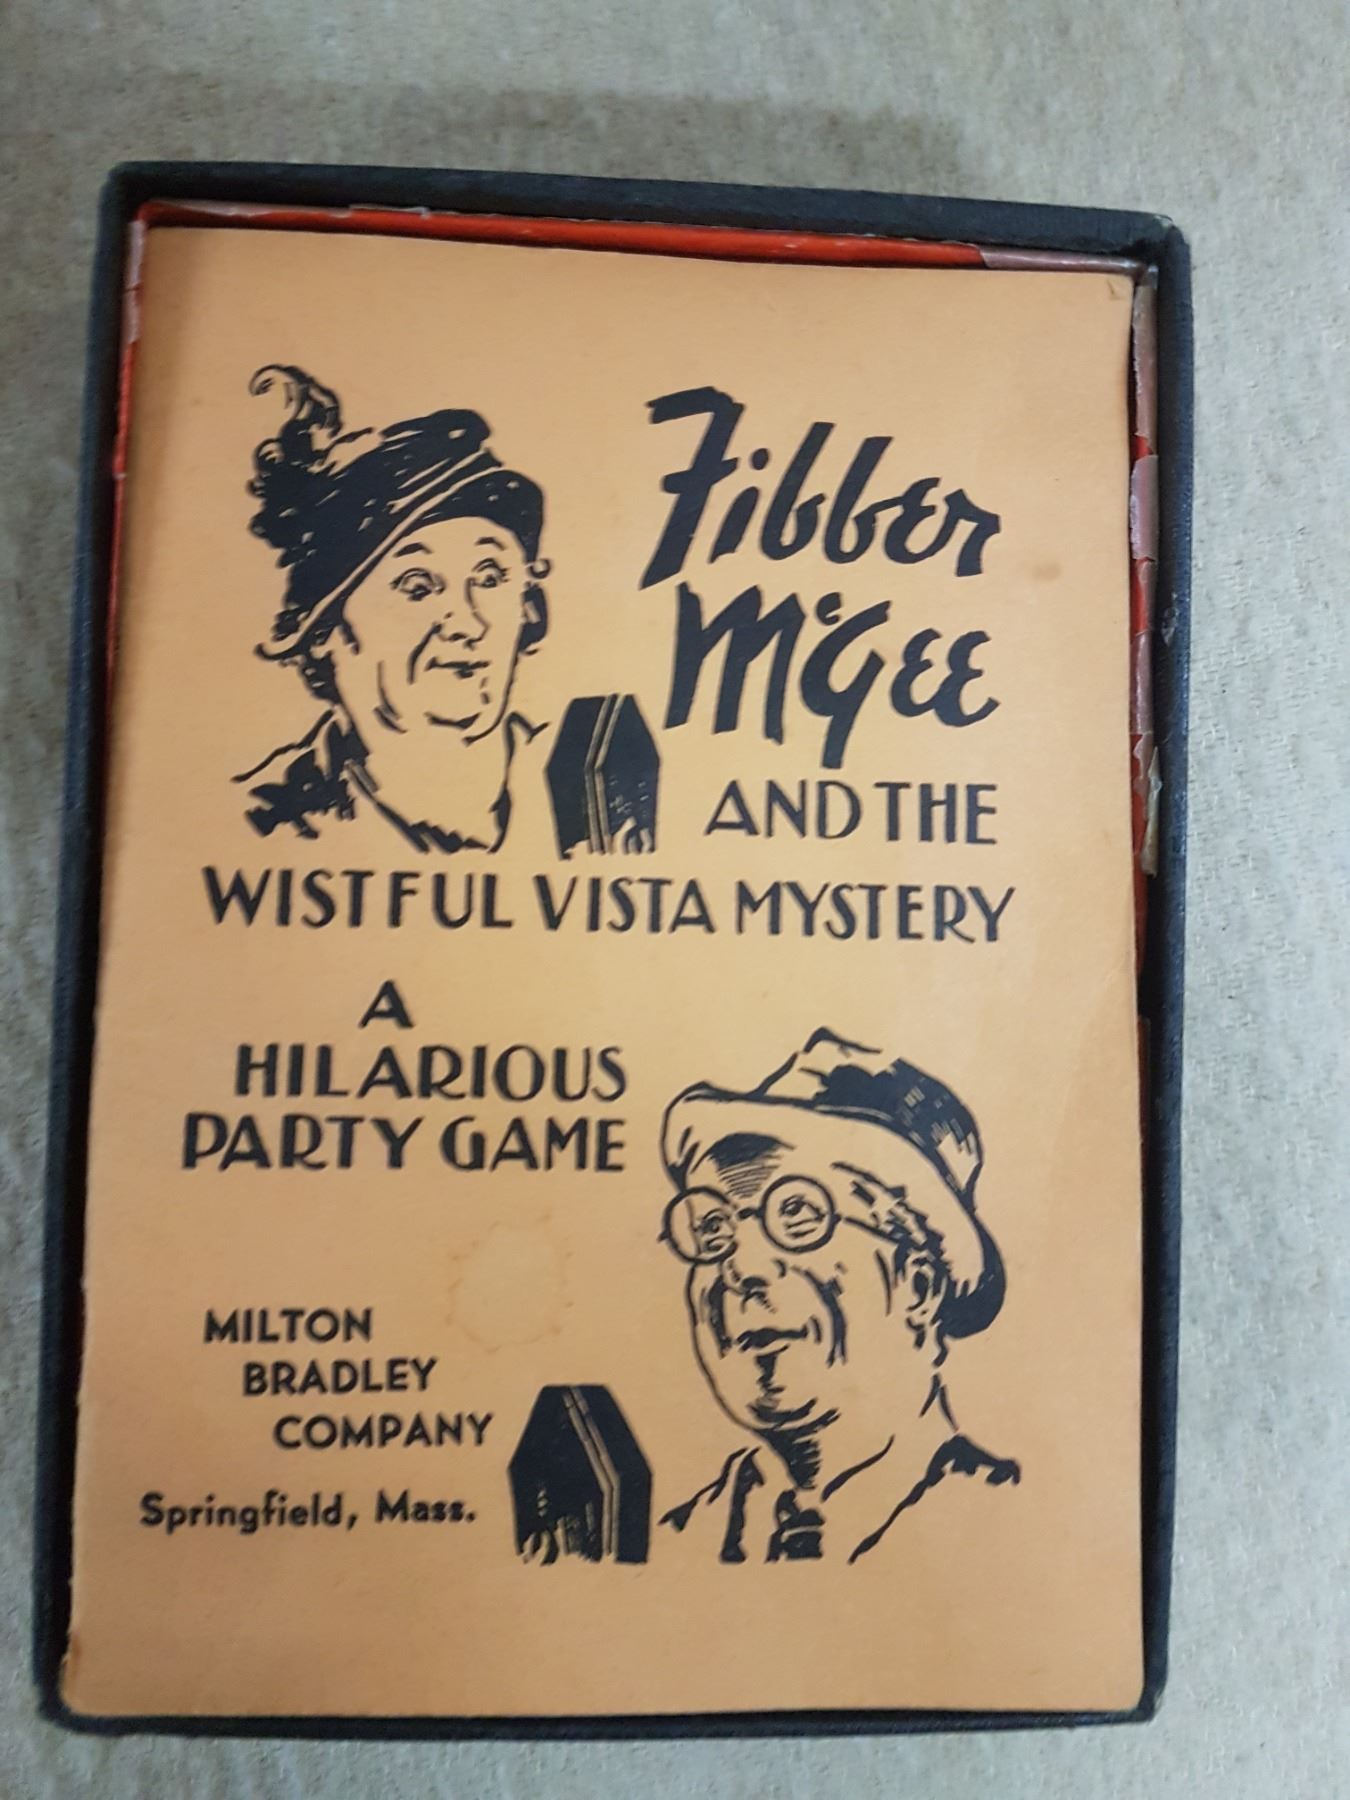 Fibber
McGee
AND THE
WISTFUL VISTA MYSTERY
A
HILARIOUS
PARTY GAME
MILTON
BRADLEY
COMPANY
Springfield, Mass.